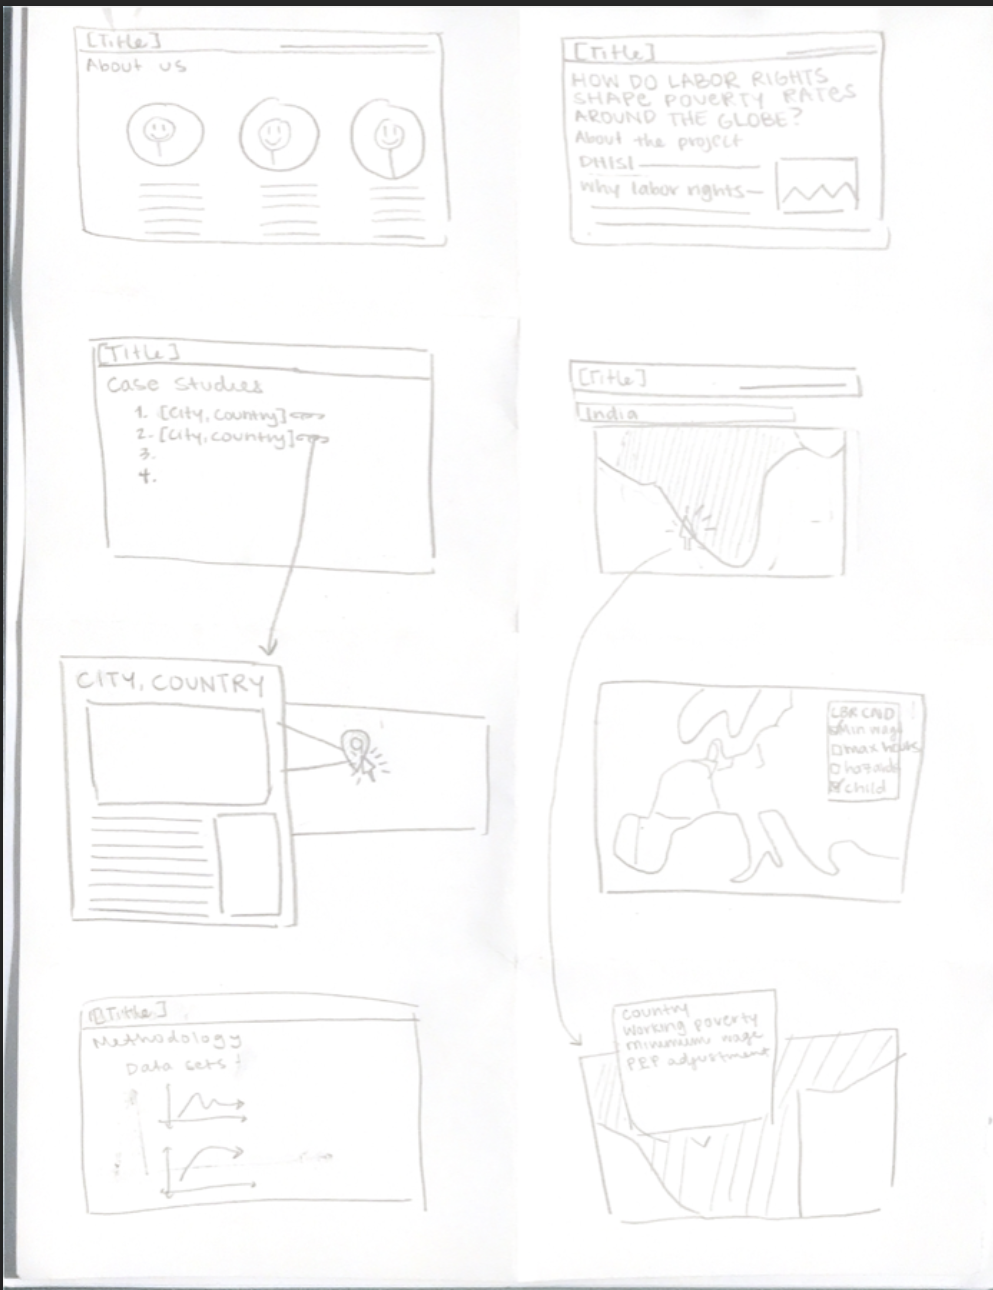 [Title]
About us
[Title]
HOW DO LABOR RIGHTS
SHAPE POVERTY RATES
AROUND THE GLOBE?
About the project
DHISI
Why labor rights
[Title]
Case Studies
1. [City, Country]
2. [City, Country]
3.
4.
[Title]
India
CITY, COUNTRY
LBR CND
Min wage
max hours
hazards
child
[Title]
Methodology
Data sets
country
working poverty
minimum wage
PEP adjustment